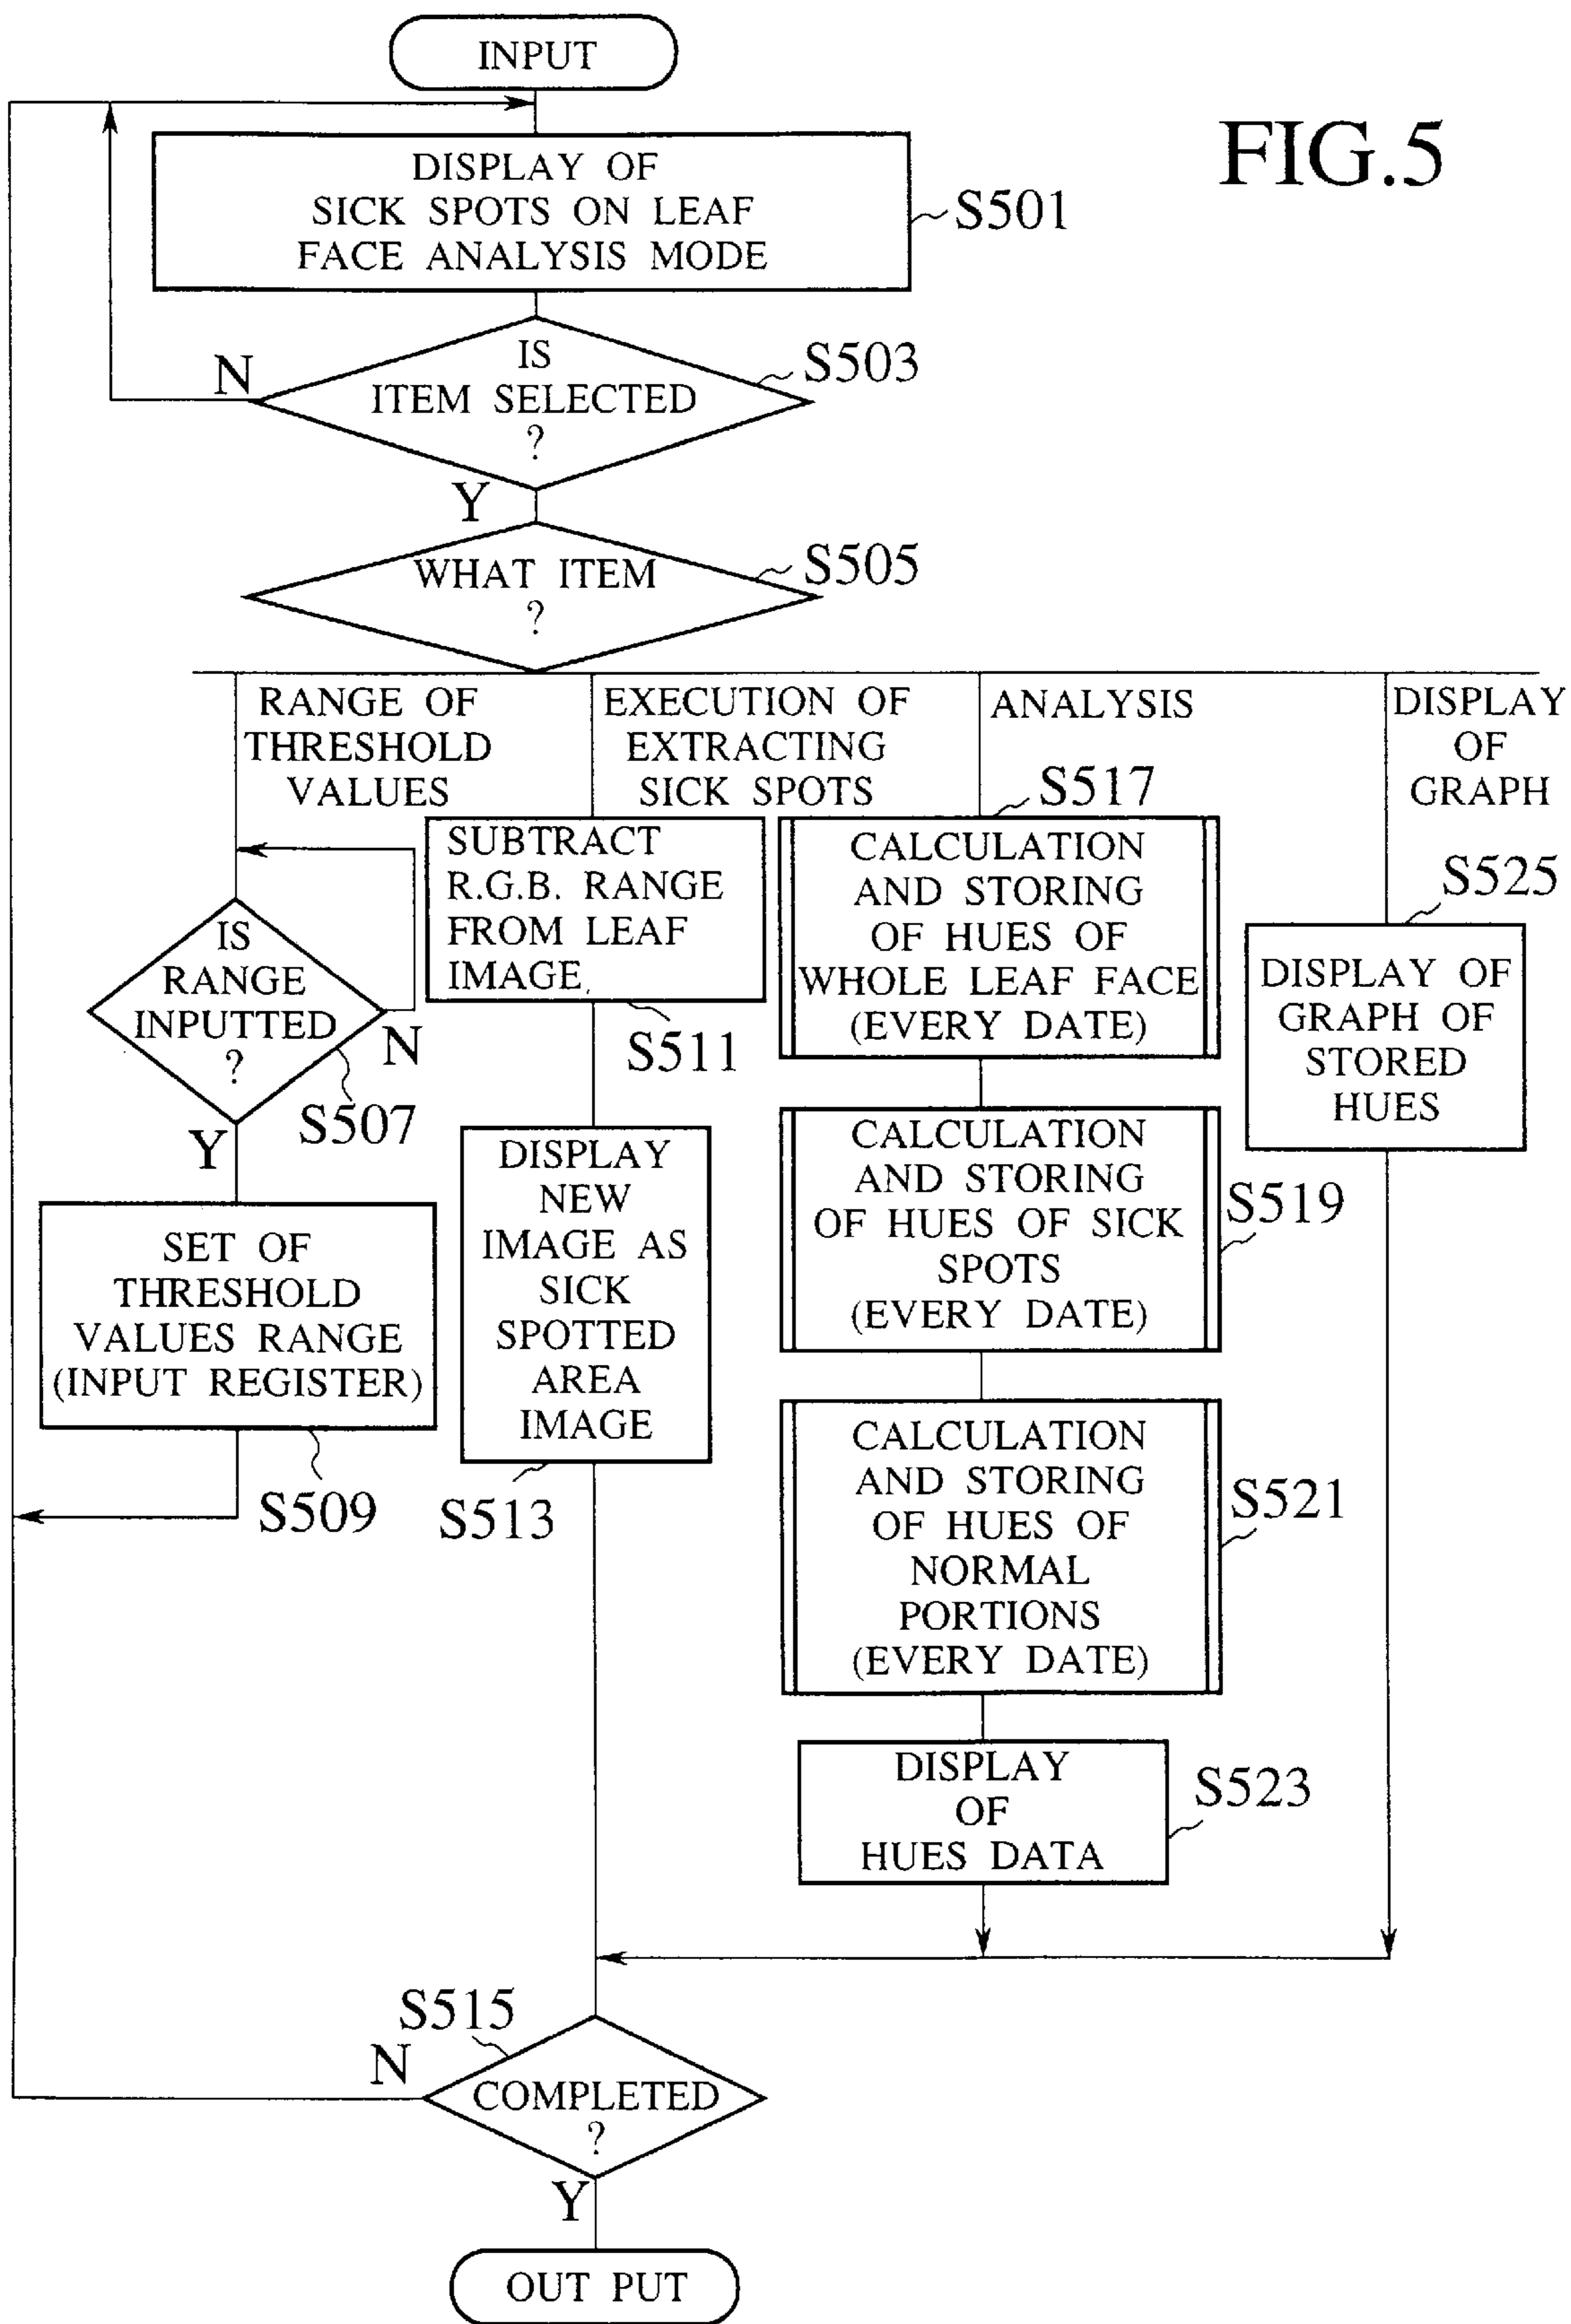 INPUT
FIG.5
DISPLAY OF
SICK SPOTS ON LEAF
FACE ANALYSIS MODE
S501
IS
ITEM SELECTED
?
S503
N
Y
WHAT ITEM
?
S505
RANGE OF
THRESHOLD
VALUES
EXECUTION OF
EXTRACTING
SICK SPOTS
ANALYSIS
DISPLAY
OF
GRAPH
IS
RANGE
INPUTTED
?
N
S507
Y
SET OF
THRESHOLD
VALUES RANGE
(INPUT REGISTER)
S509
SUBTRACT
R.G.B. RANGE
FROM LEAF
IMAGE
S511
DISPLAY
NEW
IMAGE AS
SICK
SPOTTED
AREA
IMAGE
S513
S517
CALCULATION
AND STORING
OF HUES OF
WHOLE LEAF FACE
(EVERY DATE)
CALCULATION
AND STORING
OF HUES OF SICK
SPOTS
(EVERY DATE)
S519
CALCULATION
AND STORING
OF HUES OF
NORMAL
PORTIONS
(EVERY DATE)
S521
DISPLAY
OF
HUES DATA
S523
S525
DISPLAY OF
GRAPH OF
STORED
HUES
S515
N
COMPLETED
?
Y
OUT PUT